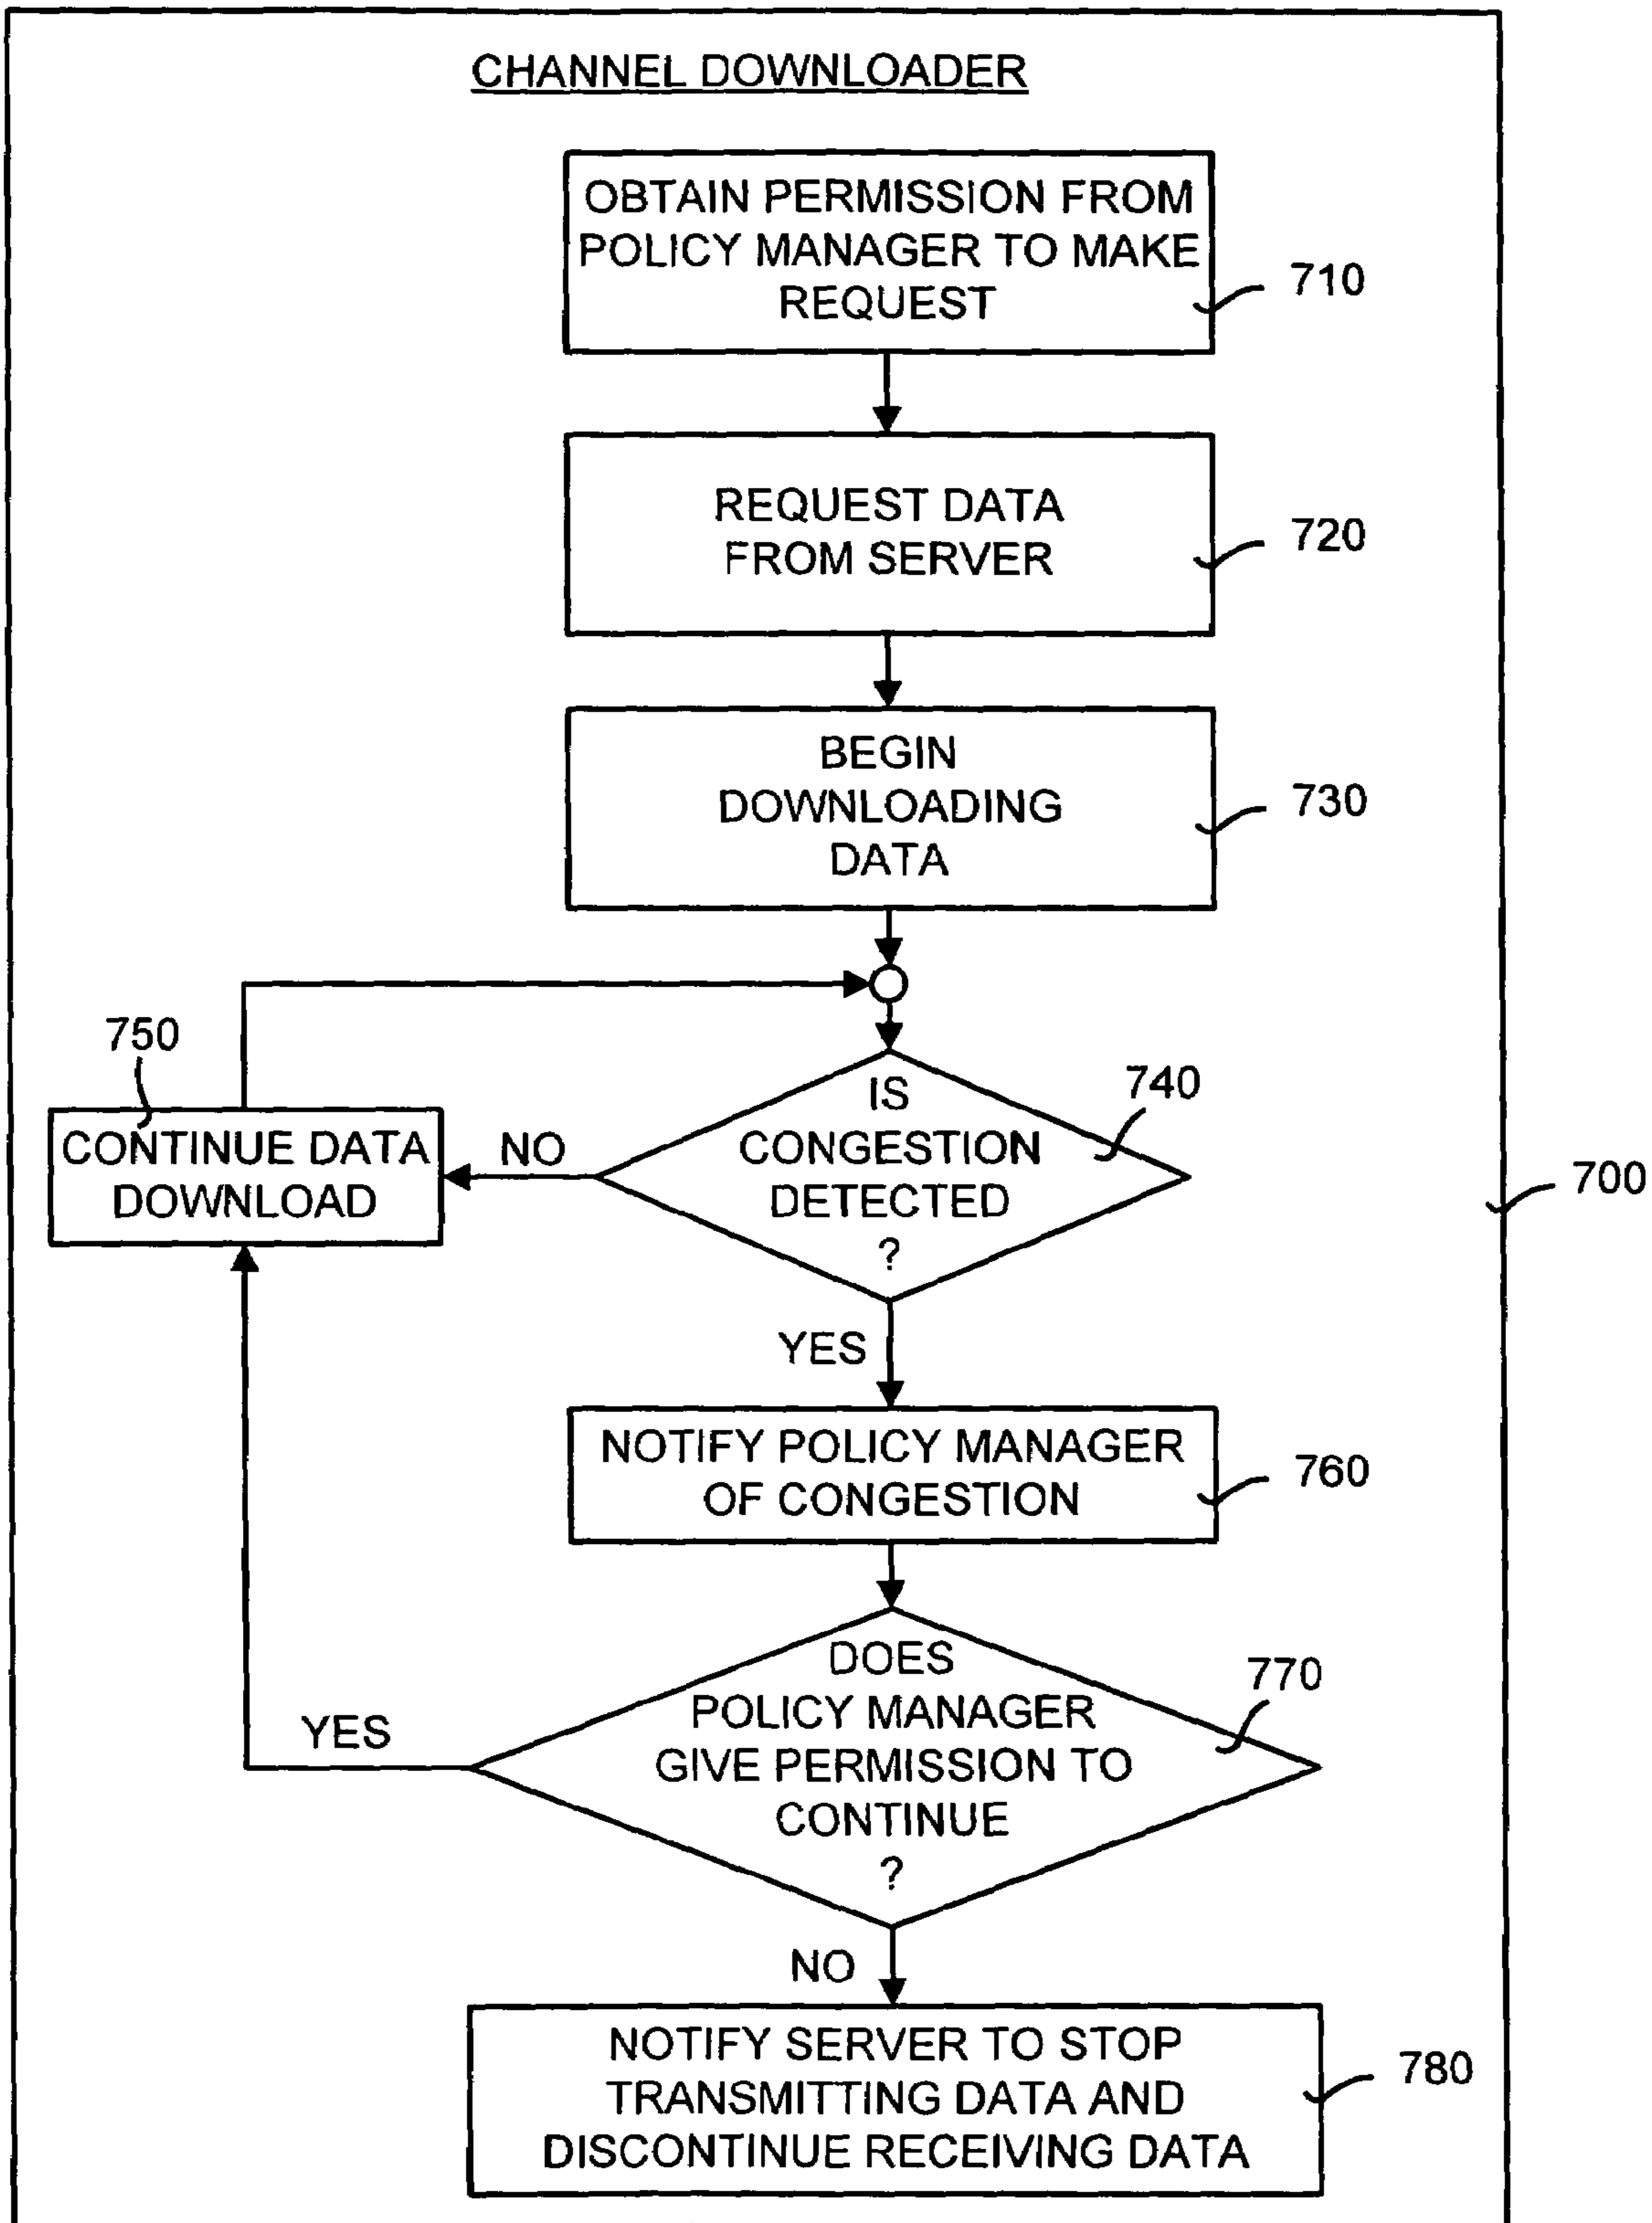 CHANNEL DOWNLOADER
OBTAIN PERMISSION FROM
POLICY MANAGER TO MAKE
REQUEST
710
REQUEST DATA
FROM SERVER
720
BEGIN
DOWNLOADING
DATA
730
750
CONTINUE DATA
DOWNLOAD
NO
IS
CONGESTION
DETECTED
?
740
700
YES
NOTIFY POLICY MANAGER
OF CONGESTION
760
DOES
POLICY MANAGER
GIVE PERMISSION TO
CONTINUE
?
770
YES
NO
NOTIFY SERVER TO STOP
TRANSMITTING DATA AND
DISCONTINUE RECEIVING DATA
780